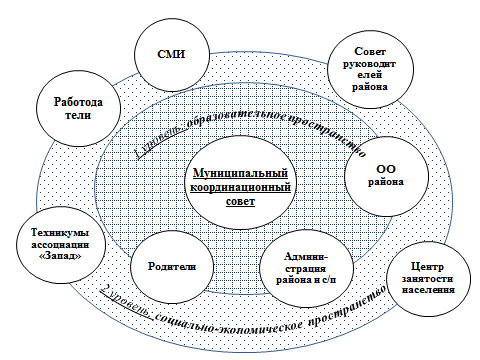 СМИ
Совет
руководит
елей
района
Работода
тели
1 уровень образовательное пространство
Муниципальный
координационный
совет
ОО
района
Техникумы
ассоциации
«Запад»
Родители
Админи-
страция
района и с/п
Центр
занятости
населения
2 уровень. социально-экономическое пространство